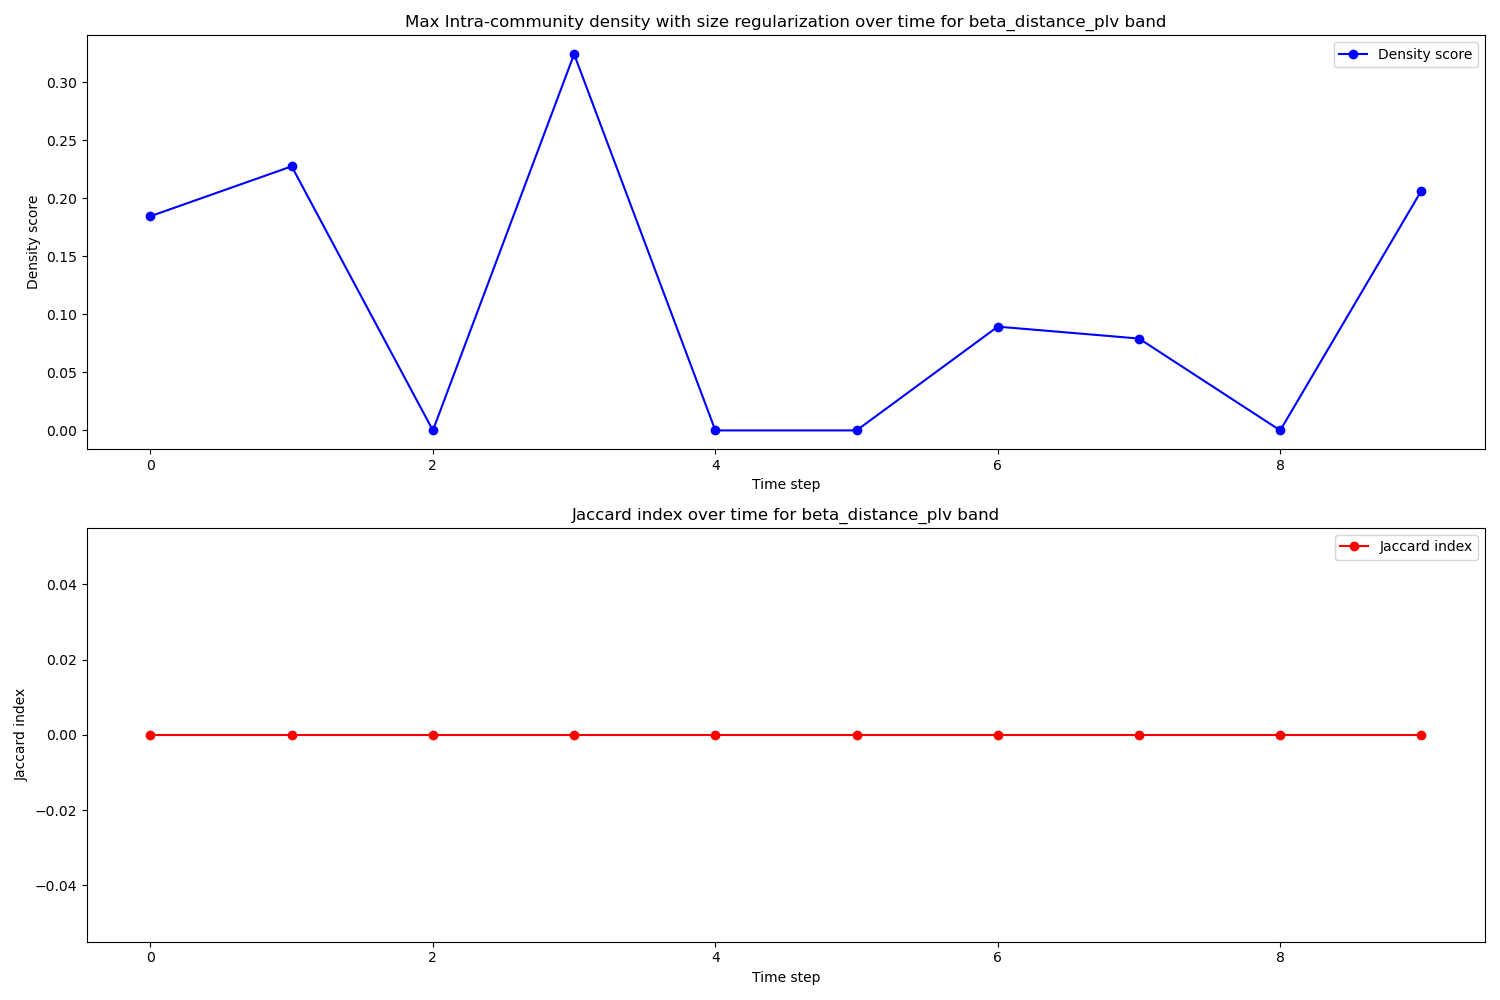 Max Intra-community density with size regularization over time for beta_distance_plv band
Density score
0.30
0.25
0.20
0.15
0.10
0.05
0.00
Density score
0
2
4
6
8
Time step
Jaccard index over time for beta_distance_plv band
Jaccard index
0.04
0.02
0.00
−0.02
−0.04
Jaccard index
0
2
4
6
8
Time step